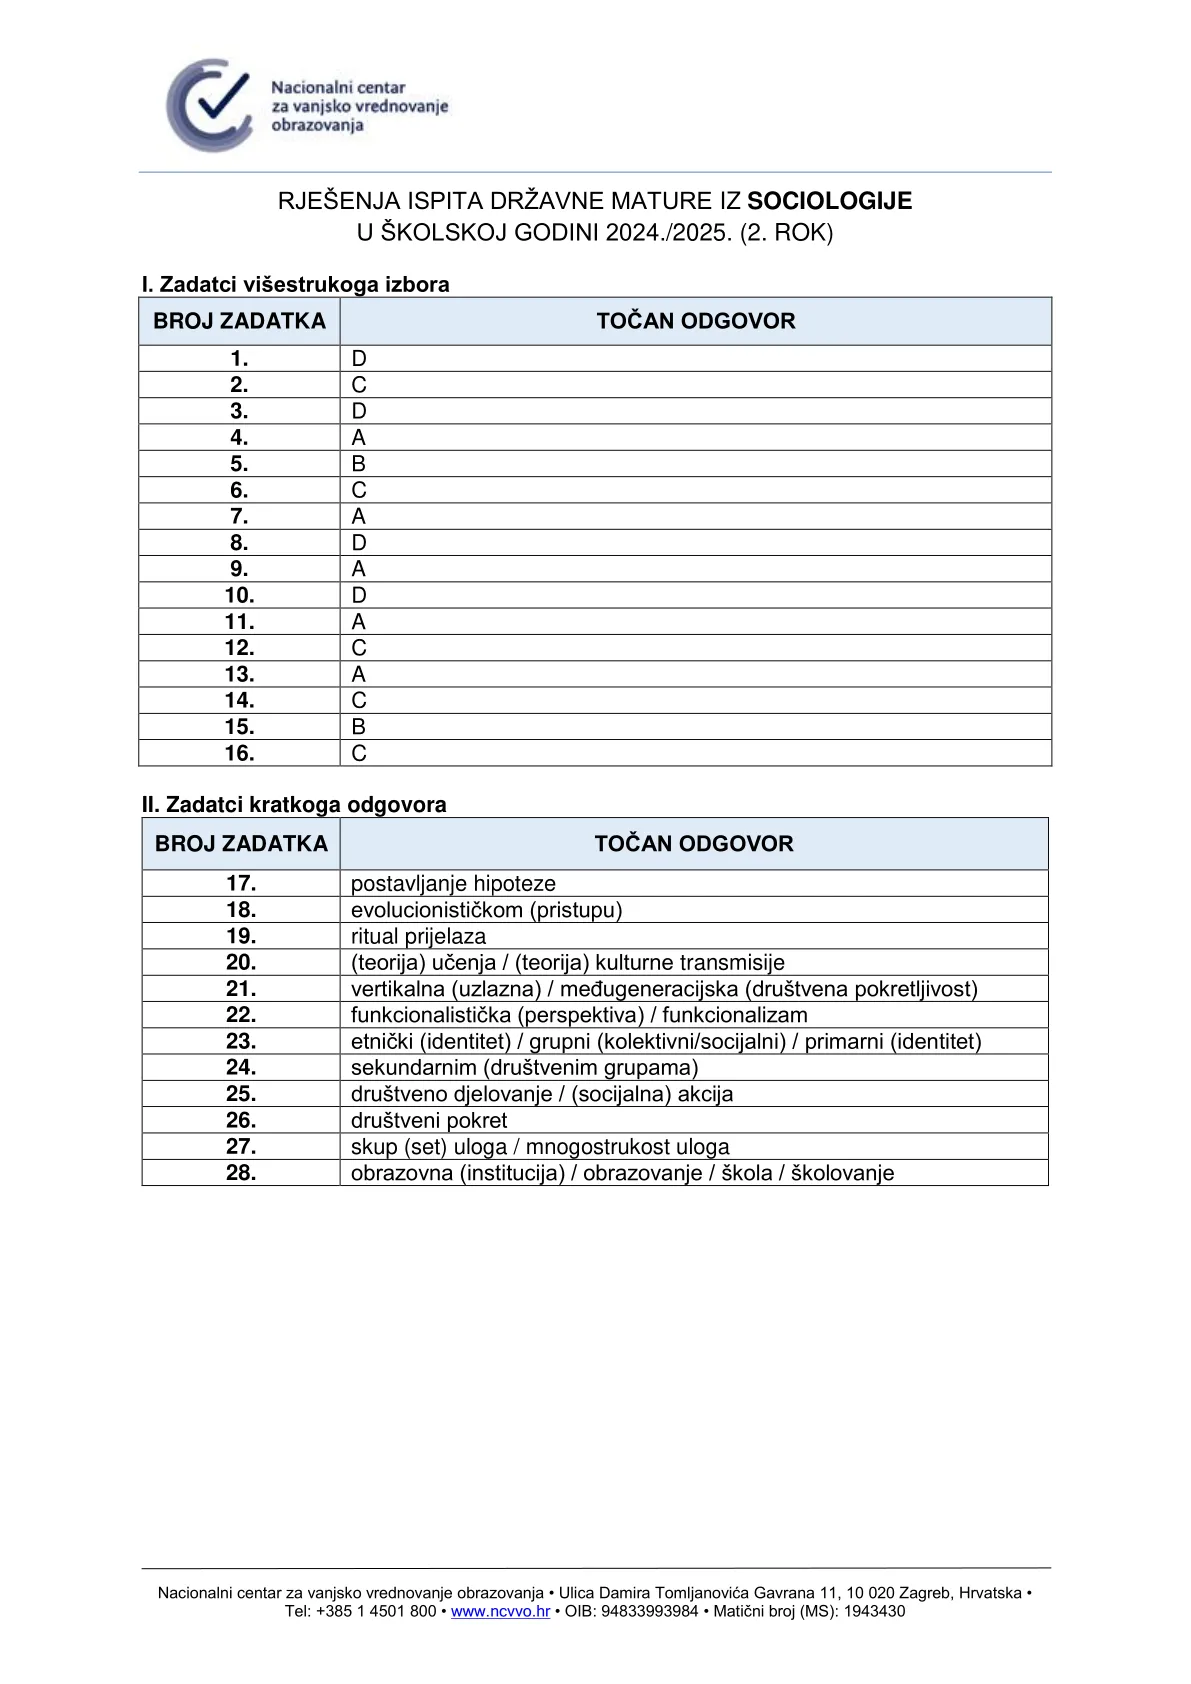 Nacionalni centar
za vanjsko vrednovanje
obrazovanja
RJEŠENJA ISPITA DRŽAVNE MATURE IZ SOCIOLOGIJE
U ŠKOLSKOJ GODINI 2024./2025. (2. ROK)
I. Zadatci višestrukoga izbora
BROJ ZADATKA TOČAN ODGOVOR
1. D
2. C
3. D
4. A
5. B
6. C
7. A
8. D
9. A
10. D
11. A
12. C
13. A
14. C
15. B
16. C
II. Zadatci kratkoga odgovora
BROJ ZADATKA TOČAN ODGOVOR
17. postavljanje hipoteze
18. evolucionističkom (pristupu)
19. ritual prijelaza
20. (teorija) učenja / (teorija) kulturne transmisije
21. vertikalna (uzlazna) / međugeneracijska (društvena pokretljivost)
22. funkcionalistička (perspektiva) / funkcionalizam
23. etnički (identitet) / grupni (kolektivni/socijalni) / primarni (identitet)
24. sekundarnim (društvenim grupama)
25. društveno djelovanje / (socijalna) akcija
26. društveni pokret
27. skup (set) uloga / mnogostrukost uloga
28. obrazovna (institucija) / obrazovanje / škola / školovanje
Nacionalni centar za vanjsko vrednovanje obrazovanja • Ulica Damira Tomljanovića Gavrana 11, 10 020 Zagreb, Hrvatska •
Tel: +385 1 4501 800 • www.ncvvo.hr • OIB: 94833993984 • Matični broj (MS): 1943430